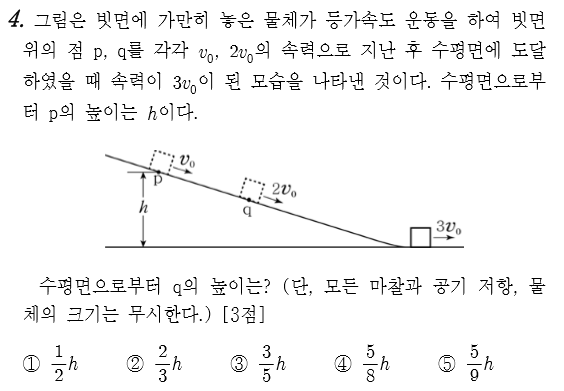 4. 그림은 빗면에 가만히 놓은 물체가 등가속도 운동을 하여 빗면
위의 점 p, q를 각각 v₀, 2v₀의 속력으로 지난 후 수평면에 도달
하였을 때 속력이 3v₀이 된 모습을 나타낸 것이다. 수평면으로부
터 p의 높이는 h이다.
v₀
p
2v₀
q
h
3v₀
수평면으로부터 q의 높이는? (단, 모든 마찰과 공기 저항, 물
체의 크기는 무시한다.) [3점]
① 1/2 h ② 2/3 h ③ 3/5 h ④ 5/8 h ⑤ 5/9 h